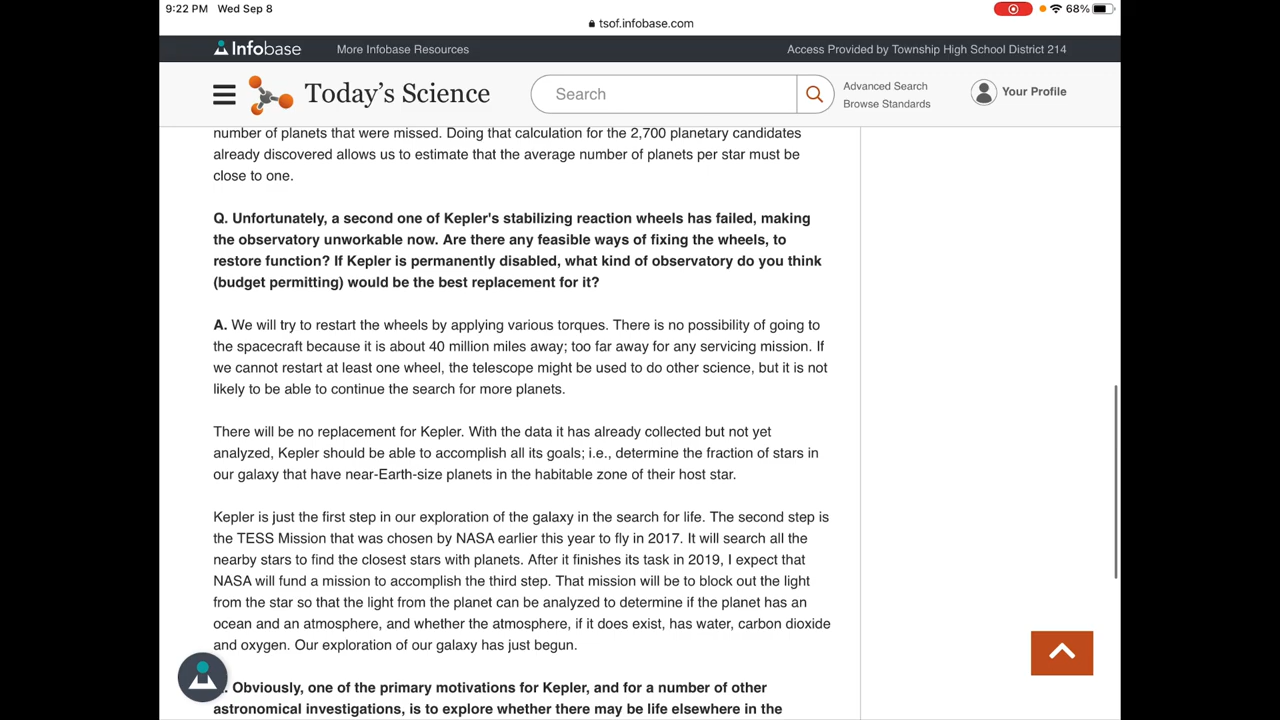 9:22 PM Wed Sep 8
68%
tsof.infobase.com
Infobase
More Infobase Resources
Access Provided by Township High School District 214
Today's Science
Search
Advanced Search
Browse Standards
Your Profile
number of planets that were missed. Doing that calculation for the 2,700 planetary candidates
already discovered allows us to estimate that the average number of planets per star must be
close to one.
Q. Unfortunately, a second one of Kepler's stabilizing reaction wheels has failed, making
the observatory unworkable now. Are there any feasible ways of fixing the wheels, to
restore function? If Kepler is permanently disabled, what kind of observatory do you think
(budget permitting) would be the best replacement for it?
A. We will try to restart the wheels by applying various torques. There is no possibility of going to
the spacecraft because it is about 40 million miles away; too far away for any servicing mission. If
we cannot restart at least one wheel, the telescope might be used to do other science, but it is not
likely to be able to continue the search for more planets.
There will be no replacement for Kepler. With the data it has already collected but not yet
analyzed, Kepler should be able to accomplish all its goals; i.e., determine the fraction of stars in
our galaxy that have near-Earth-size planets in the habitable zone of their host star.
Kepler is just the first step in our exploration of the galaxy in the search for life. The second step is
the TESS Mission that was chosen by NASA earlier this year to fly in 2017. It will search all the
nearby stars to find the closest stars with planets. After it finishes its task in 2019, I expect that
NASA will fund a mission to accomplish the third step. That mission will be to block out the light
from the star so that the light from the planet can be analyzed to determine if the planet has an
ocean and an atmosphere, and whether the atmosphere, if it does exist, has water, carbon dioxide
and oxygen. Our exploration of our galaxy has just begun.
Obviously, one of the primary motivations for Kepler, and for a number of other
astronomical investigations, is to explore whether there may be life elsewhere in the